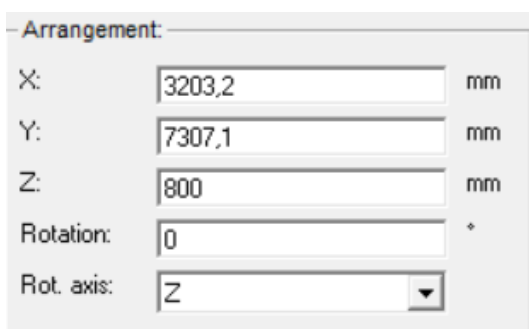 Arrangement:
X: 3203,2 mm
Y: 7307,1 mm
Z: 800 mm
Rotation: 0 °
Rot. axis: Z